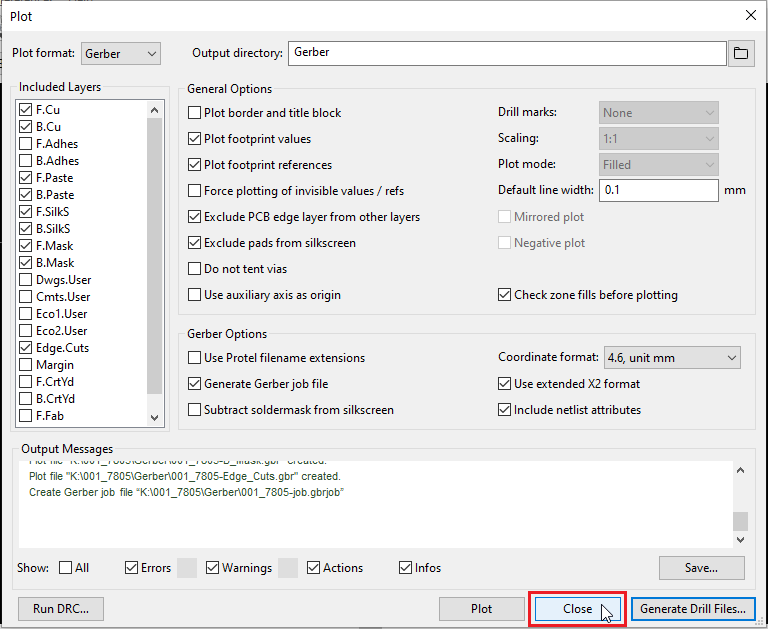 Plot
Plot format: Gerber Output directory: Gerber
Included Layers
F.Cu
B.Cu
F.Adhes
B.Adhes
F.Paste
B.Paste
F.SilkS
B.SilkS
F.Mask
B.Mask
Dwgs.User
Cmts.User
Eco1.User
Eco2.User
Edge.Cuts
Margin
F.CrtYd
B.CrtYd
F.Fab
General Options
Plot border and title block Drill marks: None
Plot footprint values Scaling: 1:1
Plot footprint references Plot mode: Filled
Force plotting of invisible values / refs Default line width: 0.1 mm
Exclude PCB edge layer from other layers Mirrored plot
Exclude pads from silkscreen Negative plot
Do not tent vias
Use auxiliary axis as origin Check zone fills before plotting
Gerber Options
Use Protel filename extensions Coordinate format: 4.6, unit mm
Generate Gerber job file Use extended X2 format
Subtract soldermask from silkscreen Include netlist attributes
Output Messages
Plot file "K:\001_7805\Gerber\001_7805-B_Mask.gbr" created.
Plot file "K:\001_7805\Gerber\001_7805-Edge_Cuts.gbr" created.
Create Gerber job file “K:\001_7805\Gerber\001_7805-job.gbrjob”
Show: All Errors Warnings Actions Infos Save...
Run DRC... Plot Close Generate Drill Files...